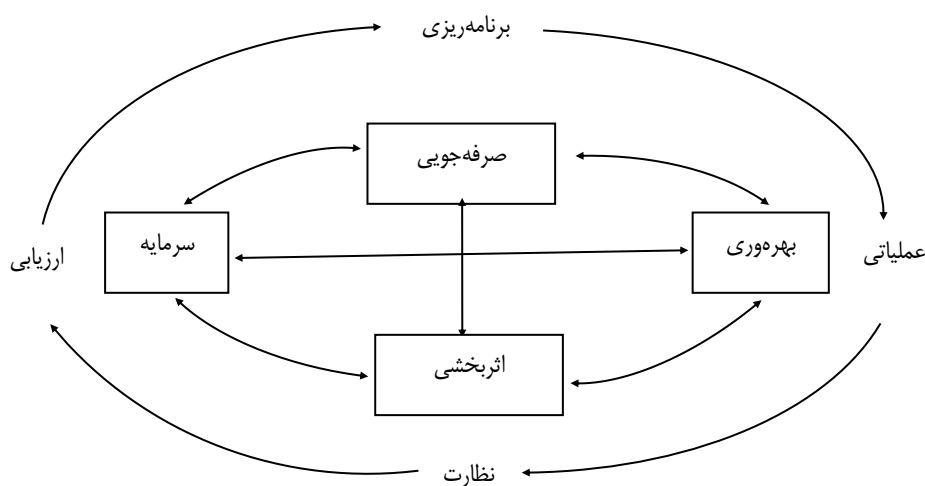 برنامه‌ریزی
صرفه‌جویی
بهره‌وری
سرمایه
عملیاتی
ارزیابی
اثربخشی
نظارت